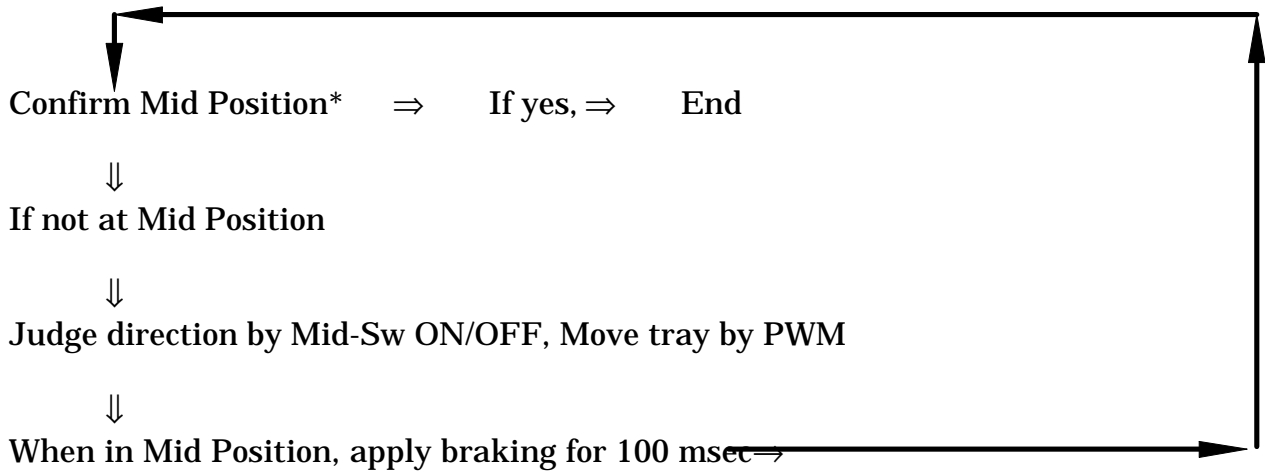 Confirm Mid Position* ⇒ If yes, ⇒ End
⇓
If not at Mid Position
⇓
Judge direction by Mid-Sw ON/OFF, Move tray by PWM
⇓
When in Mid Position, apply braking for 100 msec⇒